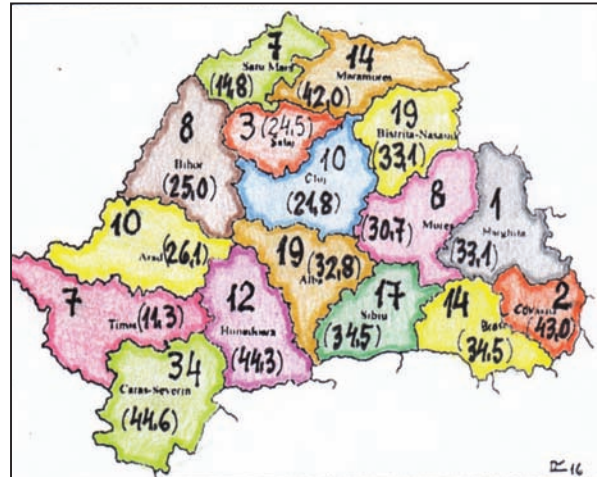 7
Satu Mare
(14,8)
14
Maramures
(42,0)
8
Bihor
(25,0)
3 (24,5)
Salaj
10
Cluj
(21,8)
19
Bistrita-Nasaud
(33,1)
8
Mures
(30,7)
1
Harghita
(33,1)
10
Arad (26,1)
19
Alba (32,8)
7
Timis (11,3)
12
Hunedoara
(44,3)
17
Sibiu
(34,5)
14
Brasov
(34,5)
2
Covasna
(43,0)
34
Caras-Severin
(44,6)
16